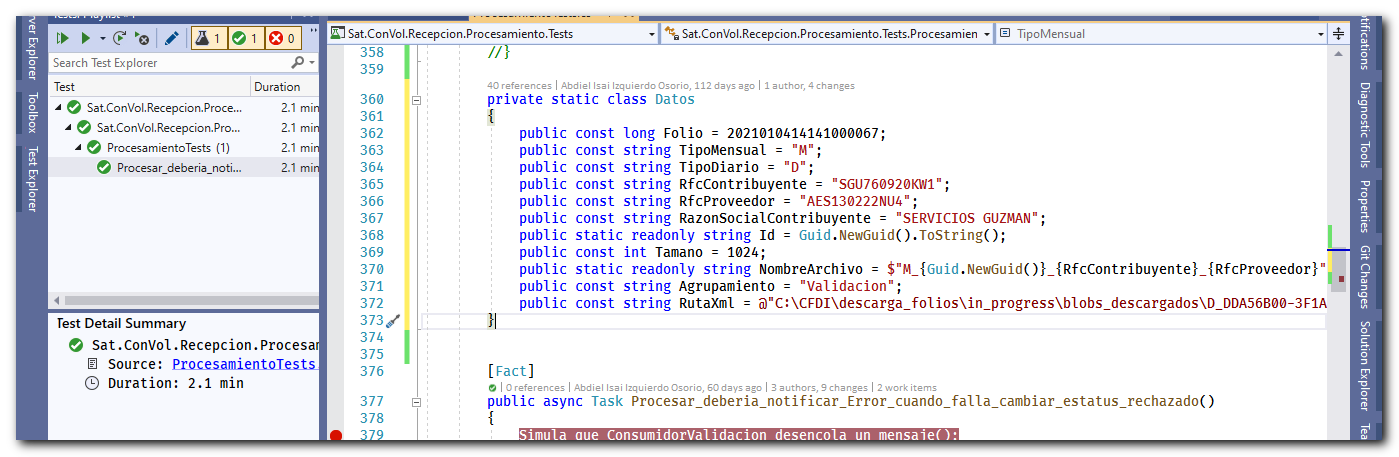 Tests: Playlist
ProcesamientoTests.cs
1 1 0
Sat.ConVol.Recepcion.Procesamiento.Tests
Sat.ConVol.Recepcion.Procesamiento.Tests.Procesamien
TipoMensual
Server Explorer
Toolbox
Test Explorer
Search Test Explorer
Test Duration
Sat.ConVol.Recepcion.Proce... 2.1 min
Sat.ConVol.Recepcion.Pro... 2.1 min
ProcesamientoTests (1) 2.1 min
Procesar_deberia_noti... 2.1 min
Test Detail Summary
Sat.ConVol.Recepcion.Procesam
Source: ProcesamientoTests
Duration: 2.1 min
358 //}
359
40 references | Abdiel Isai Izquierdo Osorio, 112 days ago | 1 author, 4 changes
360 private static class Datos
361 {
362 public const long Folio = 2021010414141000067;
363 public const string TipoMensual = "M";
364 public const string TipoDiario = "D";
365 public const string RfcContribuyente = "SGU760920KW1";
366 public const string RfcProveedor = "AES130222NU4";
367 public const string RazonSocialContribuyente = "SERVICIOS GUZMAN";
368 public static readonly string Id = Guid.NewGuid().ToString();
369 public const int Tamano = 1024;
370 public static readonly string NombreArchivo = $"M_{Guid.NewGuid()}_{RfcContribuyente}_{RfcProveedor}"
371 public const string Agrupamiento = "Validacion";
372 public const string RutaXml = @"C:\CFDI\descarga_folios\in_progress\blobs_descargados\D_DDA56B00-3F1A
373 }
374
375
376 [Fact]
0 references | Abdiel Isai Izquierdo Osorio, 60 days ago | 3 authors, 9 changes | 2 work items
377 public async Task Procesar_deberia_notificar_Error_cuando_falla_cambiar_estatus_rechazado()
378 {
379 Simula_que_ConsumidorValidacion_desencola_un_mensaje();
Notifications
Diagnostic Tools
Properties
Git Changes
Solution Explorer
Tea